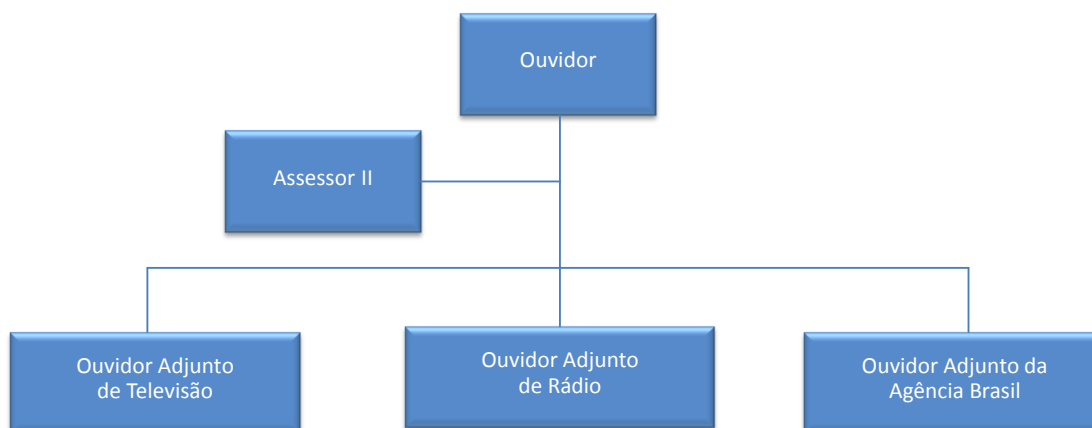 Ouvidor
Assessor II
Ouvidor Adjunto
de Televisão
Ouvidor Adjunto
de Rádio
Ouvidor Adjunto da
Agência Brasil